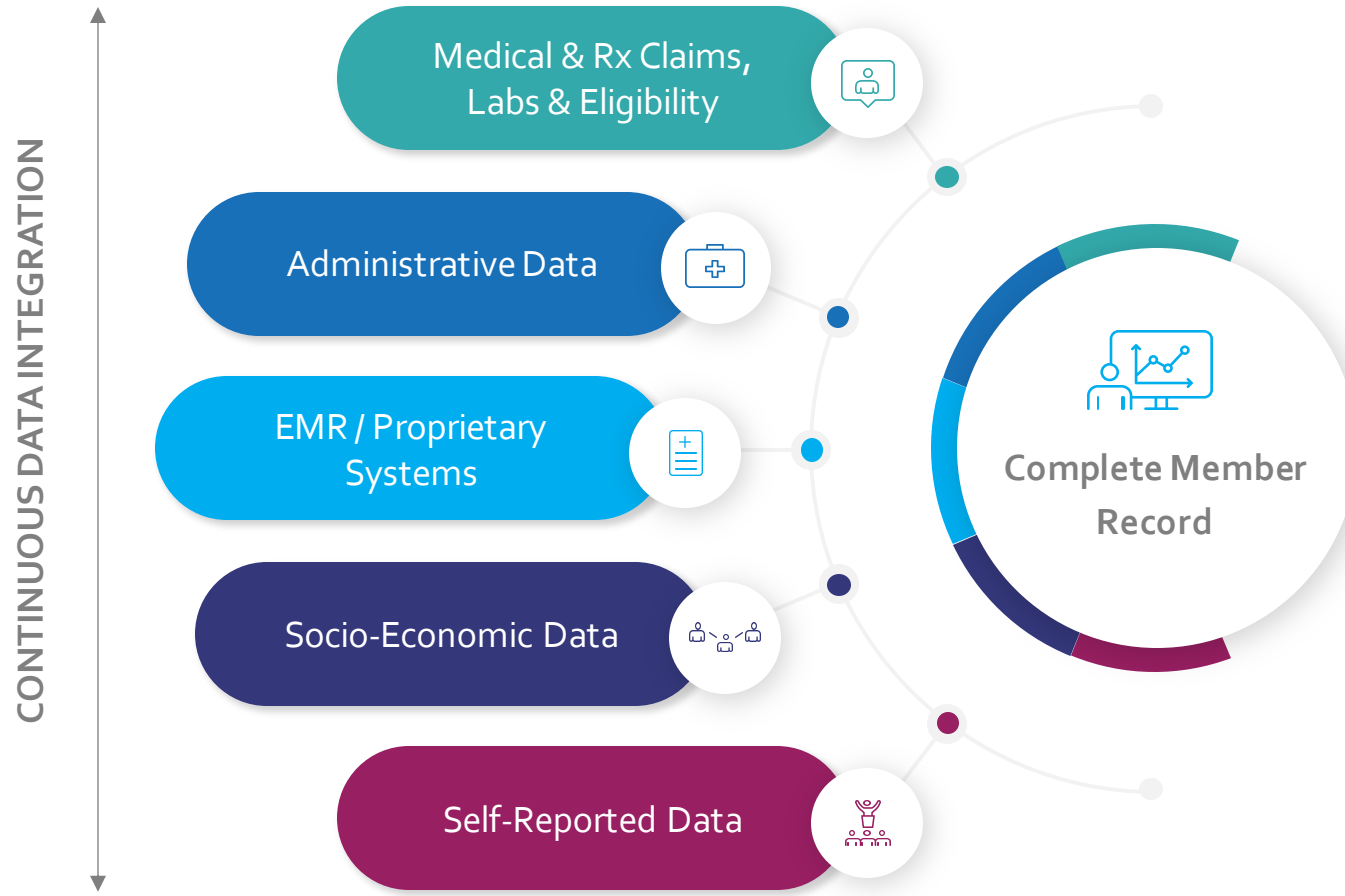 CONTINUOUS DATA INTEGRATION
Medical & Rx Claims,
Labs & Eligibility
Administrative Data
EMR / Proprietary
Systems
Socio-Economic Data
Self-Reported Data
Complete Member
Record